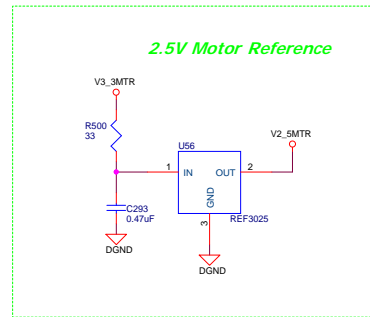 2.5V Motor Reference
V3_3MTR
R500
33
U56
V2_5MTR
1
IN
OUT
2
GND
3
C293
0.47uF
REF3025
DGND
DGND